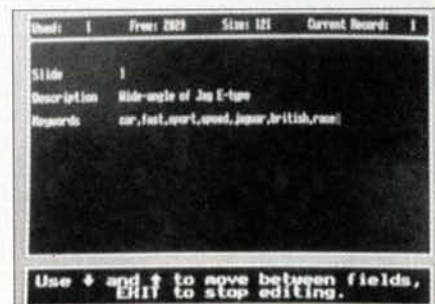 Used: 1 Free: 2029 Size: 121 Current Record: 1
Slide 1
Description Wide-angle of Jag E-type
Keywords car,fast,sport,speed,jaguar,british,race
Use ↓ and ↑ to move between fields,
EXIT to stop editing.